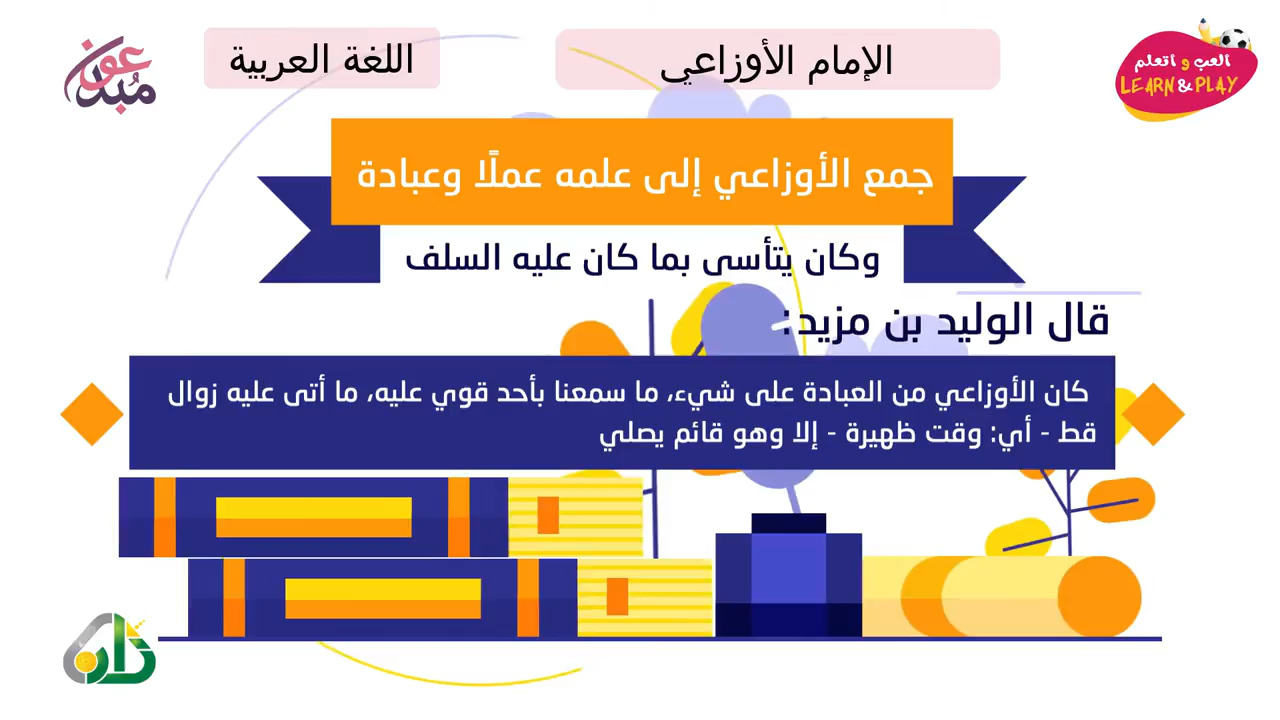 مبدعون
اللغة العربية
الإمام الأوزاعي
العب و اتعلم
LEARN & PLAY
جمع الأوزاعي إلى علمه عملًا وعبادة
وكان يتأسى بما كان عليه السلف
قال الوليد بن مزيد:
كان الأوزاعي من العبادة على شيء، ما سمعنا بأحد قوي عليه، ما أتى عليه زوال
قط - أي: وقت ظهيرة - إلا وهو قائم يصلي